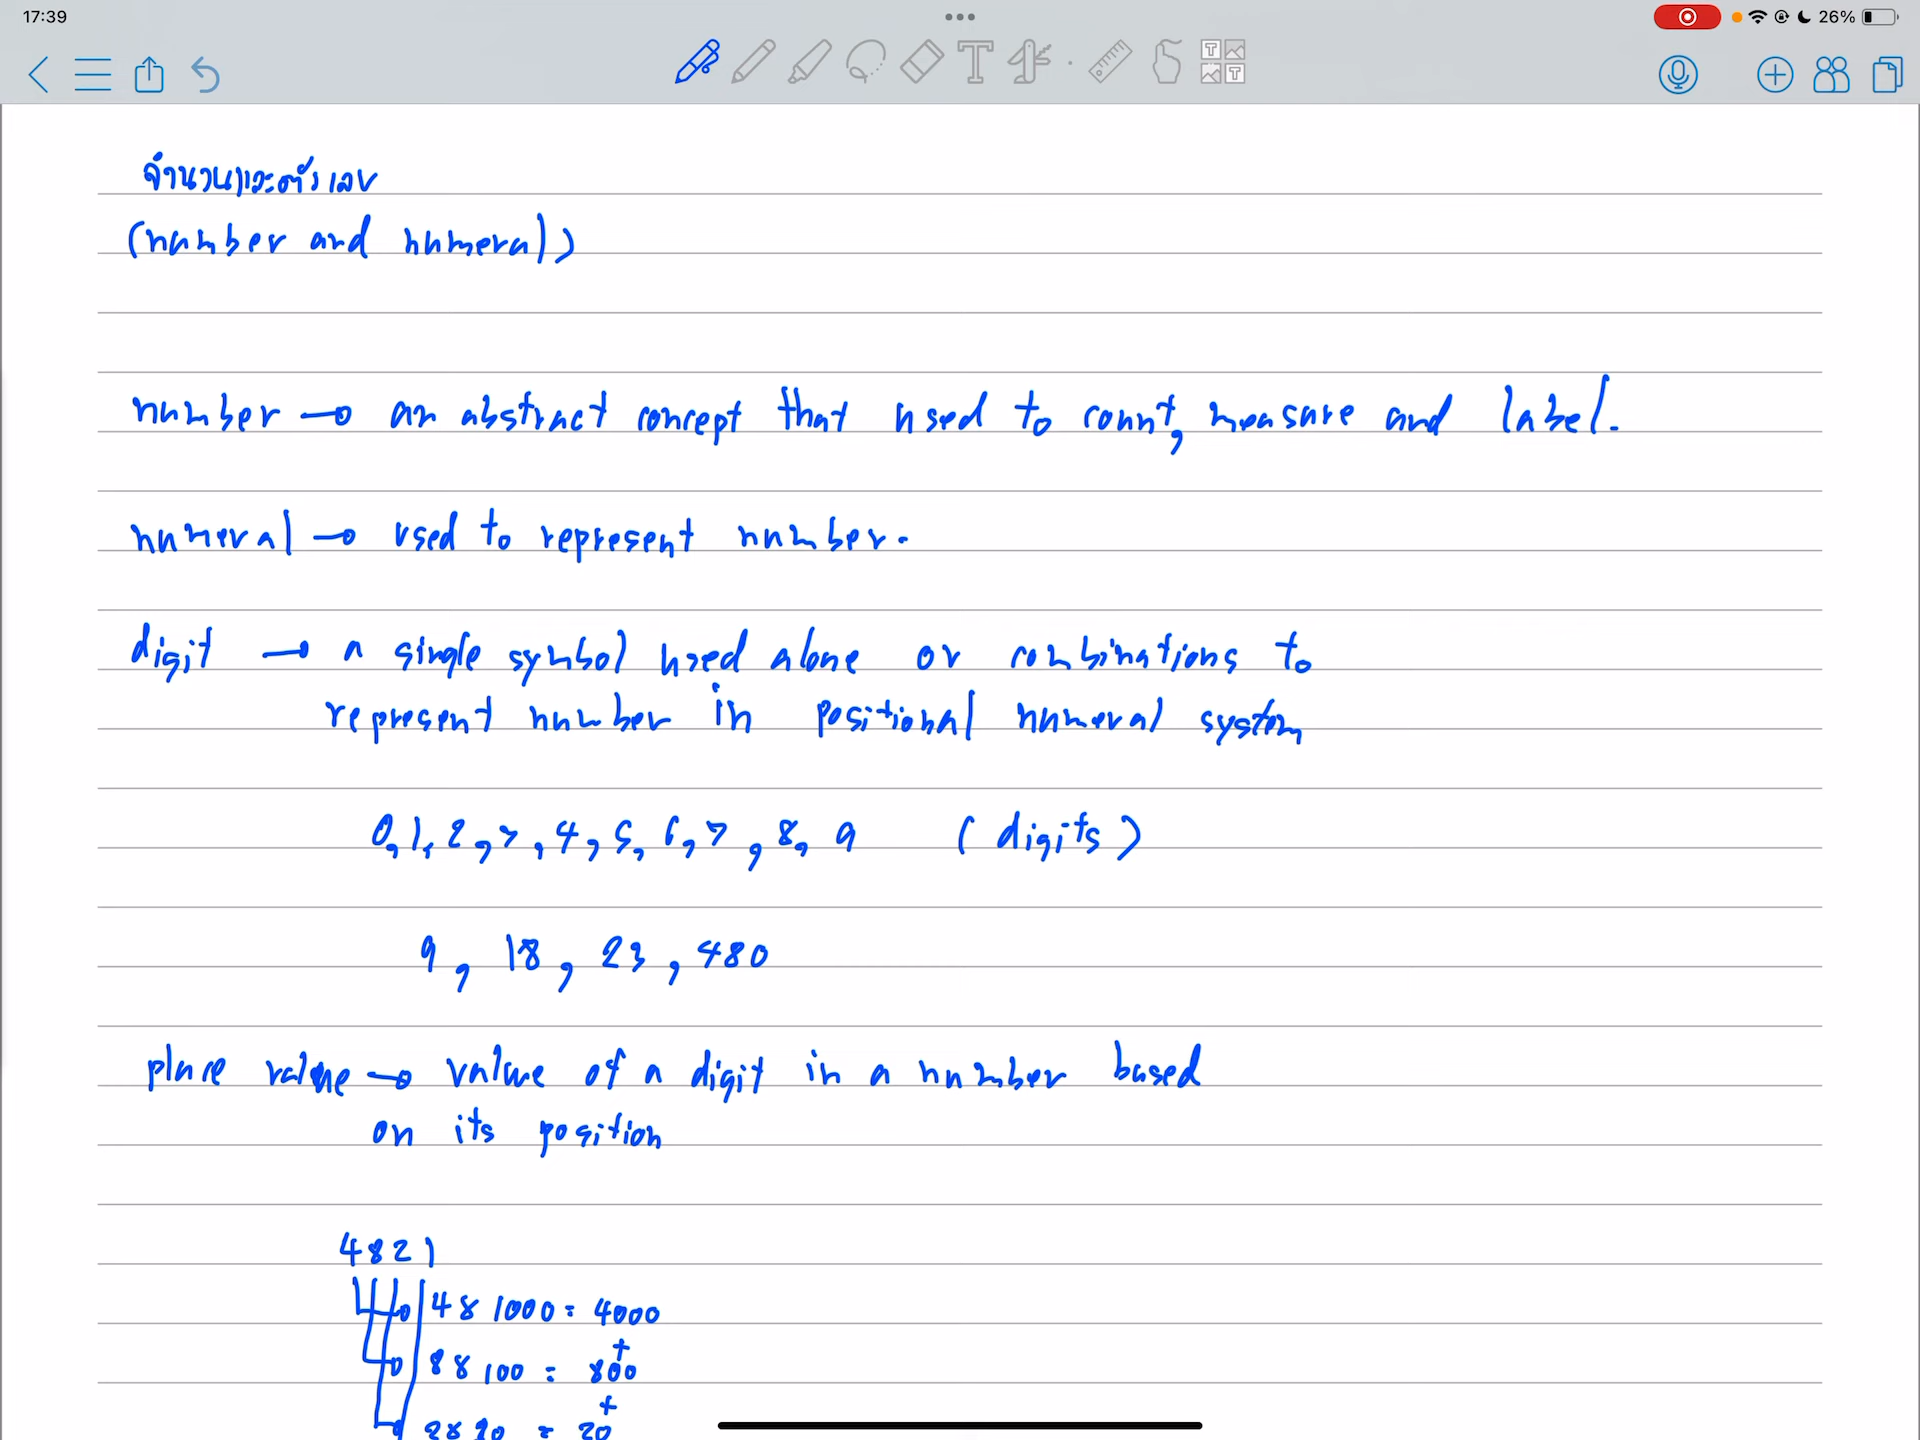 17:39
26%
จำนวนและตัวเลข
(number and numeral)
number → an abstract concept that used to count, measure and label.
numeral → used to represent number.
digit → a single symbol used alone or combinations to
represent number in positional numeral system
0, 1, 2, 3, 4, 5, 6, 7, 8, 9 (digits)
9, 18, 23, 480
place value → value of a digit in a number based
on its position
4821
4 x 1000 = 4000
+
8 x 100 = 800
+
= 20